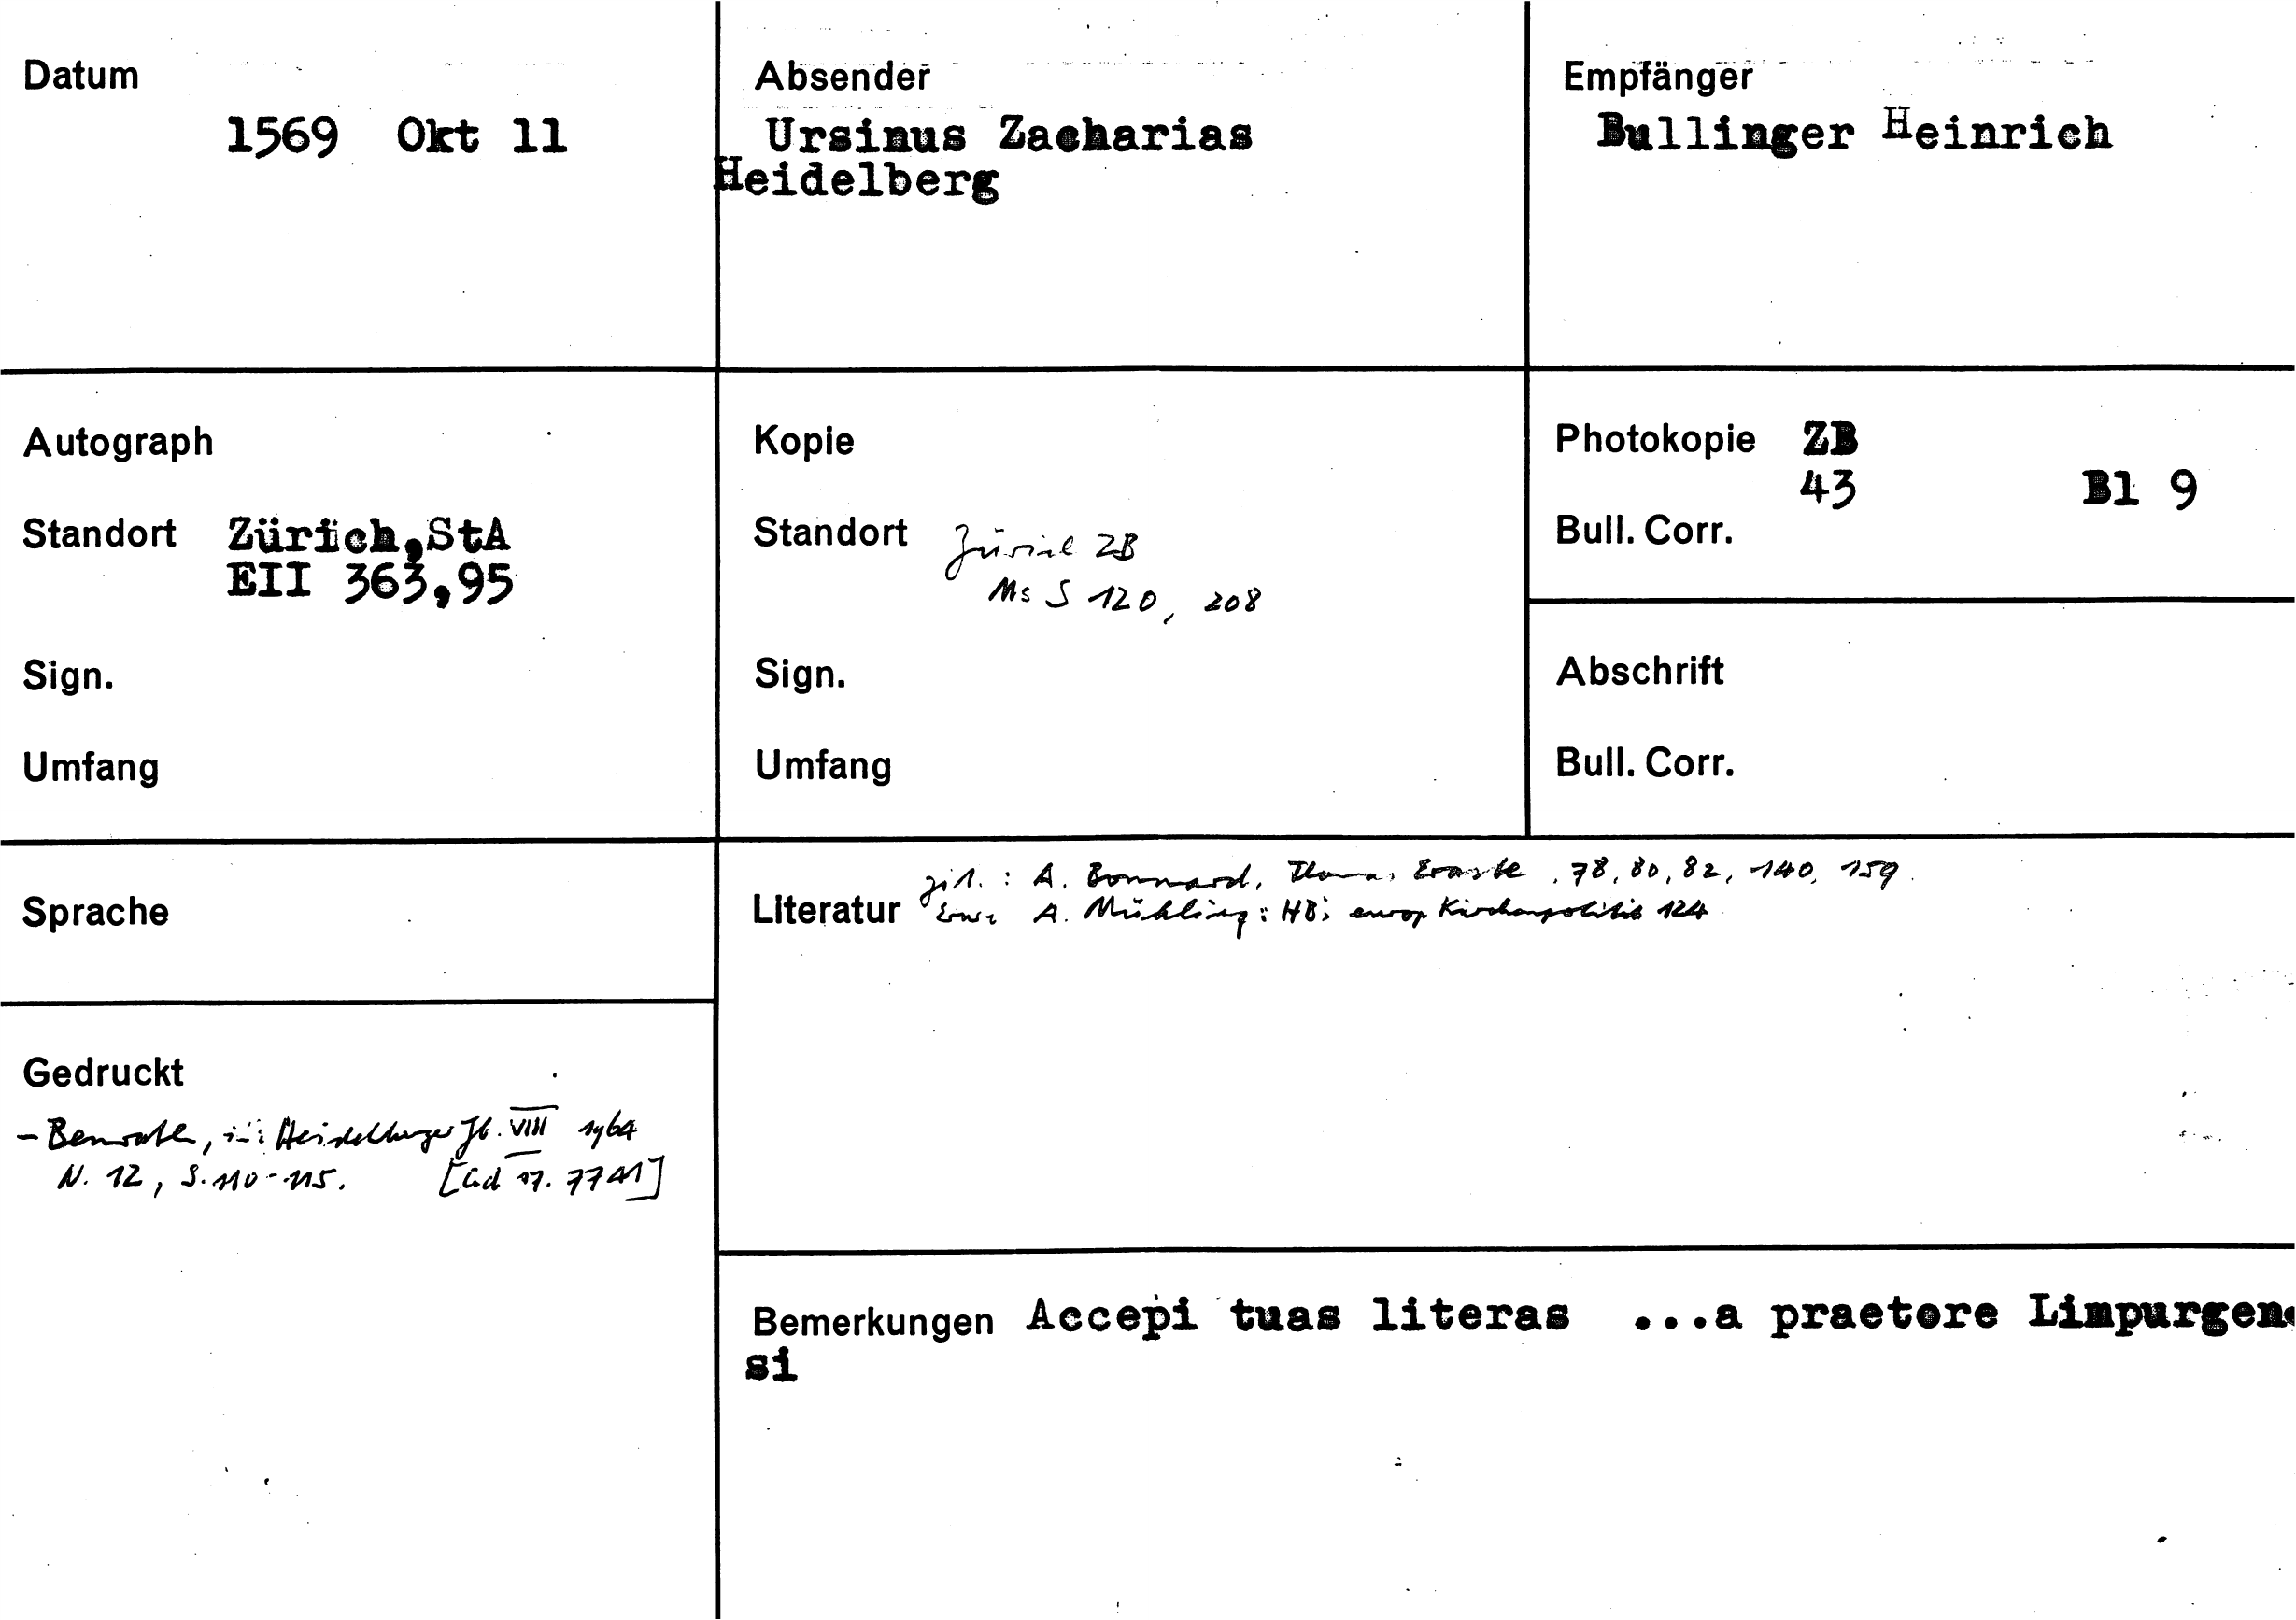 Datum
1569 Okt 11
Absender
Ursinus Zacharias
Heidelberg
Empfänger
Bullinger Heinrich
Autograph
Standort Zürich,StA
EII 363,95
Sign.
Umfang
Kopie
Standort Zürich ZB
Ms S 120, 208
Sign.
Umfang
Photokopie ZB
43 Bl 9
Bull. Corr.
Abschrift
Bull. Corr.
Sprache
Gedruckt
- Benrath, in: Heidelberger Jb. VIII 1964
N. 12, S. 110-115. [Gd 17. 7741]
zit.: A. Bonnard, Thomas Eraste, 78, 80, 82, 140, 159.
Literatur Erw: A. Mühling: HB's europ Kirchenpolitik 124
Bemerkungen Accepi tuas literas ...a praetore Limpurgen
si